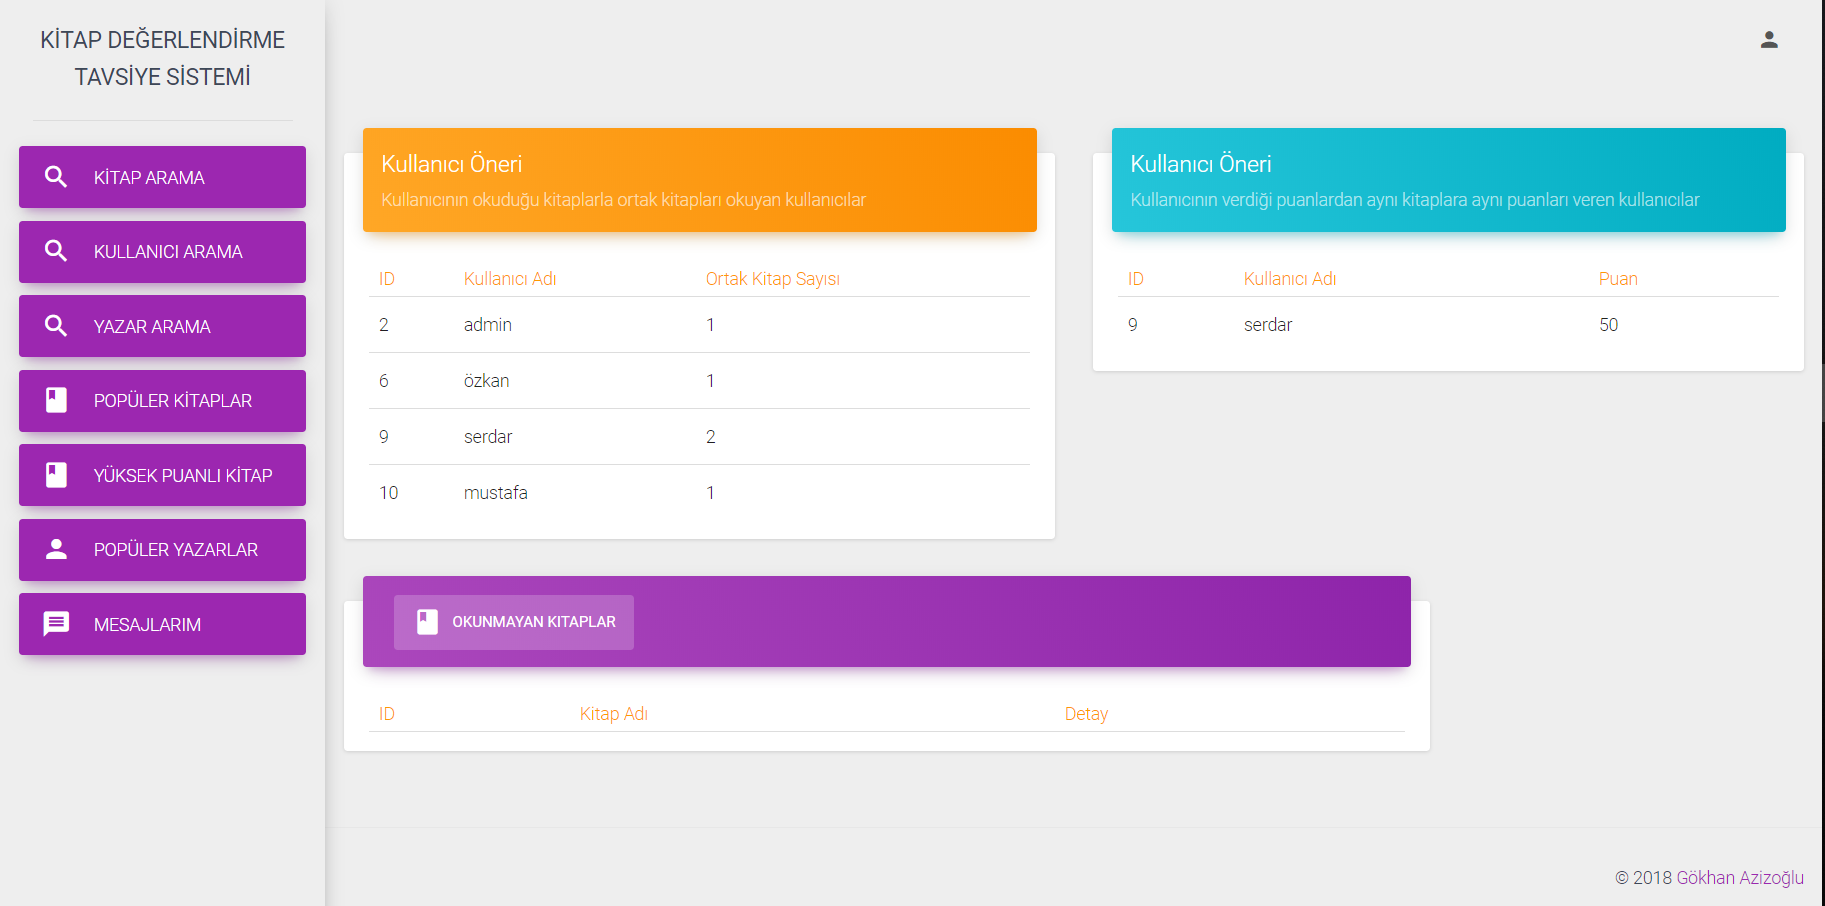 KİTAP DEĞERLENDİRME
TAVSİYE SİSTEMİ
KİTAP ARAMA
KULLANICI ARAMA
YAZAR ARAMA
POPÜLER KİTAPLAR
YÜKSEK PUANLI KİTAP
POPÜLER YAZARLAR
MESAJLARIM
Kullanıcı Öneri
Kullanıcının okuduğu kitaplarla ortak kitapları okuyan kullanıcılar
ID Kullanıcı Adı Ortak Kitap Sayısı
2 admin 1
6 özkan 1
9 serdar 2
10 mustafa 1
Kullanıcı Öneri
Kullanıcının verdiği puanlardan aynı kitaplara aynı puanları veren kullanıcılar
ID Kullanıcı Adı Puan
9 serdar 50
OKUNMAYAN KITAPLAR
ID Kitap Adı Detay
© 2018 Gökhan Azizoğlu